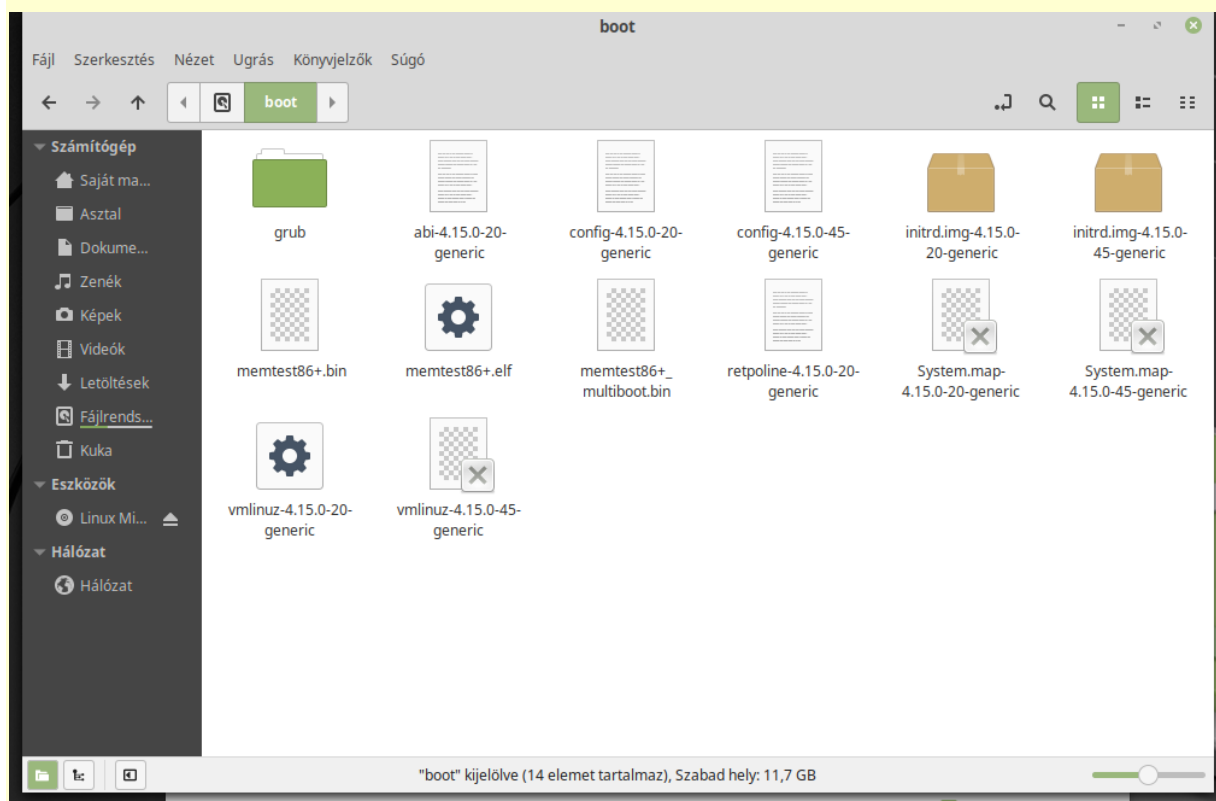 boot
Fájl Szerkesztés Nézet Ugrás Könyvjelzők Súgó
boot
Számítógép
Saját ma...
Asztal
Dokume...
Zenék
Képek
Videók
Letöltések
Fájlrends...
Kuka
Eszközök
Linux Mi...
Hálózat
Hálózat
grub
abi-4.15.0-20-
generic
config-4.15.0-20-
generic
config-4.15.0-45-
generic
initrd.img-4.15.0-
20-generic
initrd.img-4.15.0-
45-generic
memtest86+.bin
memtest86+.elf
memtest86+_
multiboot.bin
retpoline-4.15.0-20-
generic
System.map-
4.15.0-20-generic
System.map-
4.15.0-45-generic
vmlinuz-4.15.0-20-
generic
vmlinuz-4.15.0-45-
generic
"boot" kijelölve (14 elemet tartalmaz), Szabad hely: 11,7 GB